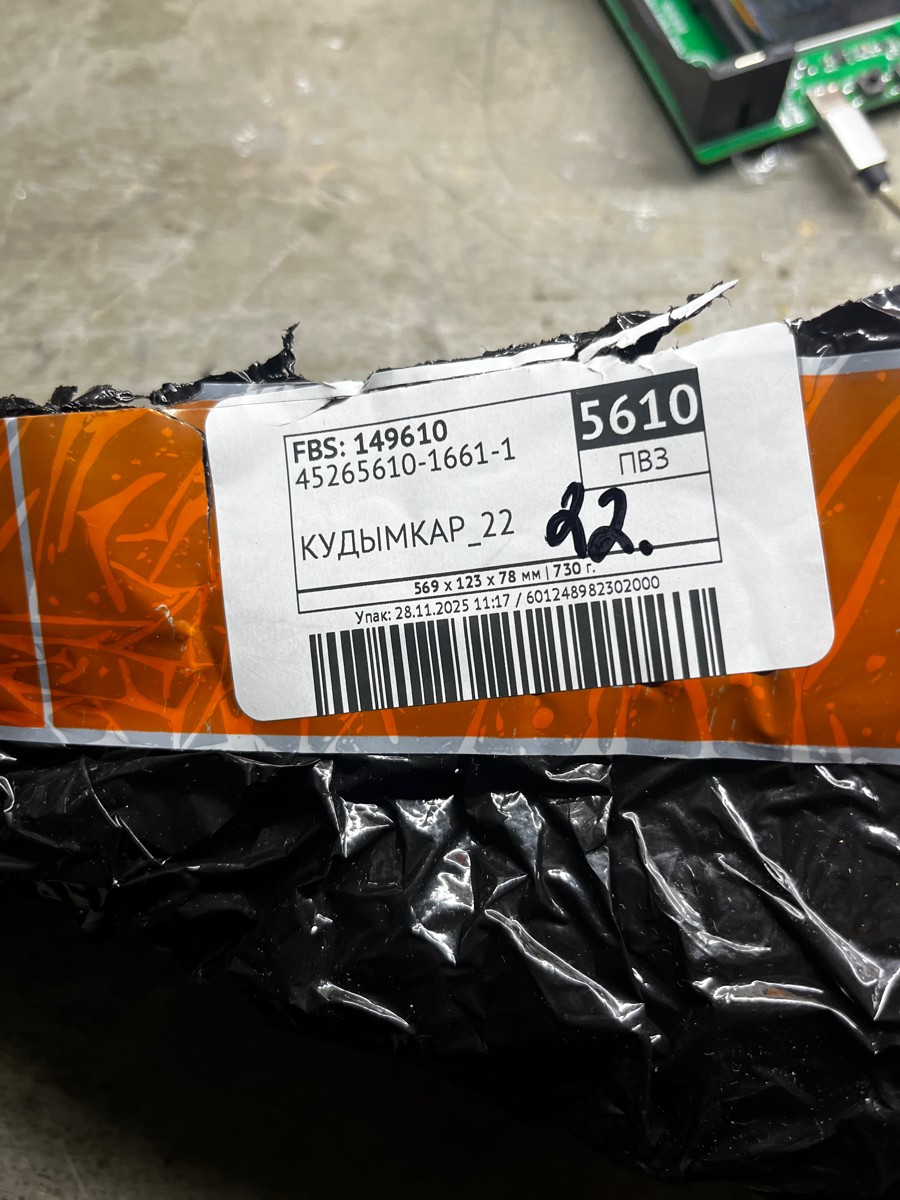 FBS: 149610
5610
45265610-1661-1
ПВЗ
КУДЫМКАР_22
22.
569 x 123 x 78 мм | 730 г.
Упак: 28.11.2025 11:17 / 601248982302000